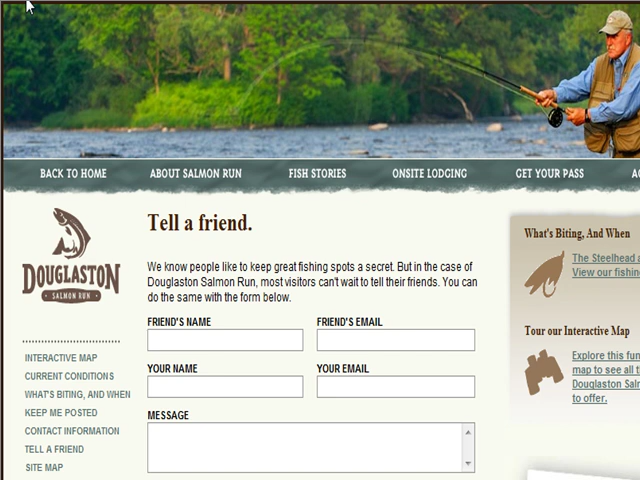 BACK TO HOME ABOUT SALMON RUN FISH STORIES ONSITE LODGING GET YOUR PASS
DOUGLASTON
SALMON RUN
INTERACTIVE MAP
CURRENT CONDITIONS
WHAT'S BITING, AND WHEN
KEEP ME POSTED
CONTACT INFORMATION
TELL A FRIEND
SITE MAP
Tell a friend.
We know people like to keep great fishing spots a secret. But in the case of
Douglaston Salmon Run, most visitors can't wait to tell their friends. You can
do the same with the form below.
FRIEND'S NAME FRIEND'S EMAIL
YOUR NAME YOUR EMAIL
MESSAGE
What's Biting, And When
The Steelhead
View our
Tour our Interactive Map
Explore this
map to see all
Douglaston
to offer.